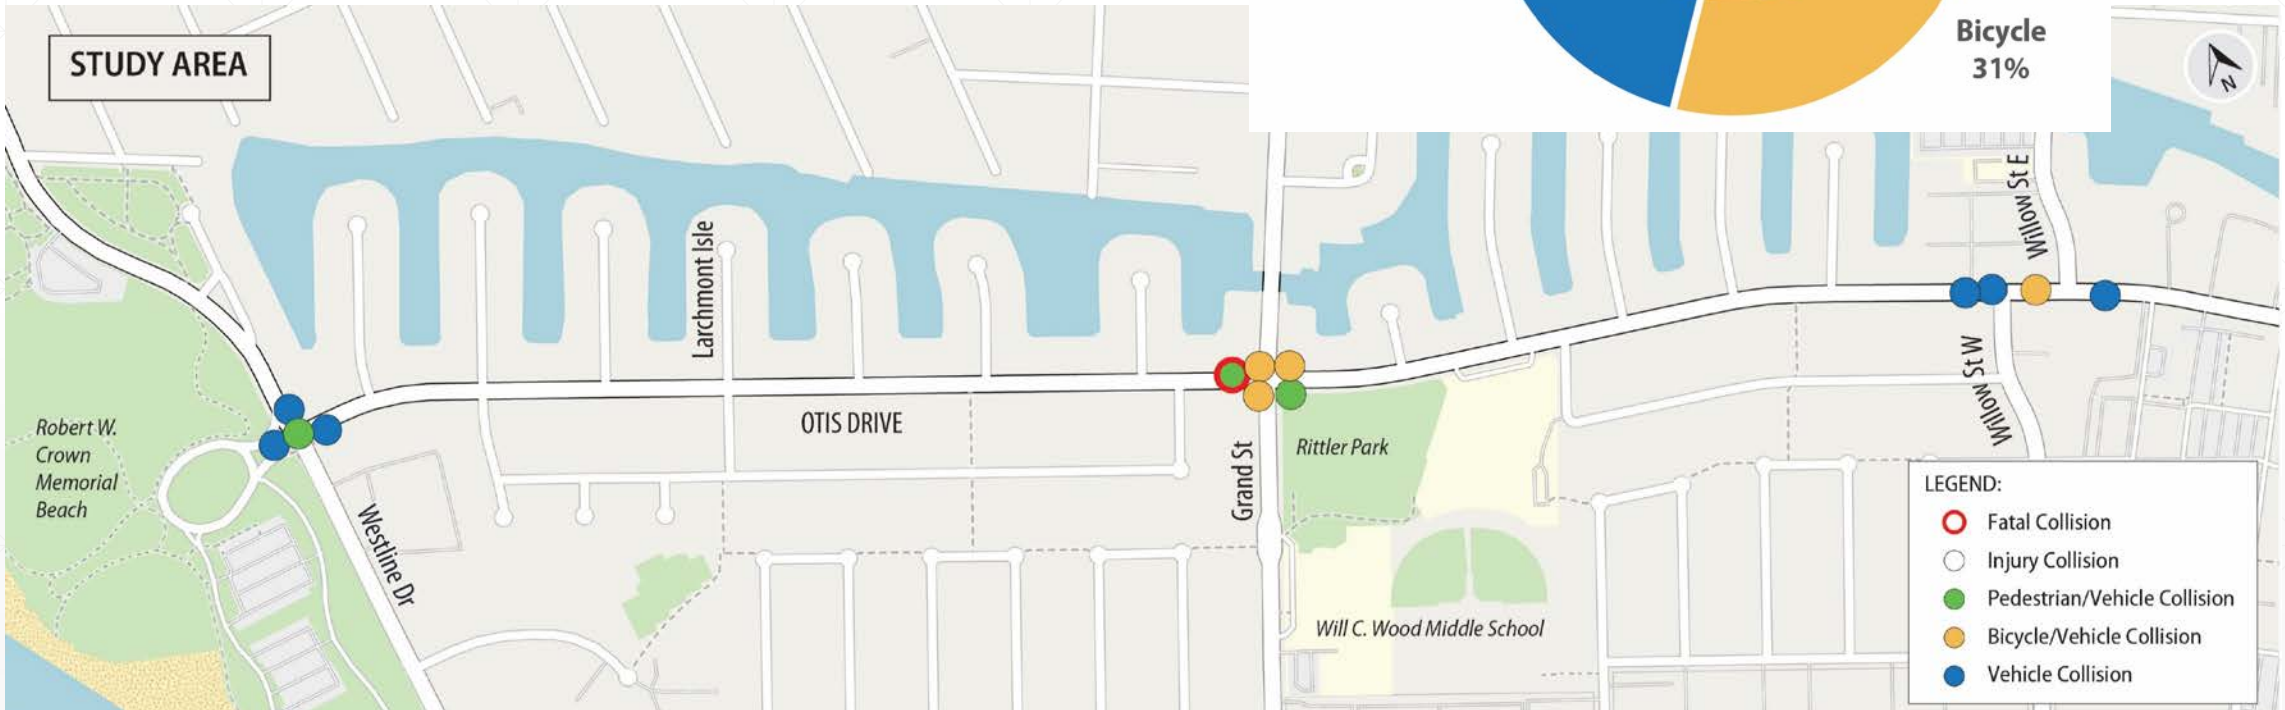 STUDY AREA
Bicycle
31%
N
Willow St E
Larchmont Isle
OTIS DRIVE
Willow St W
Robert W.
Crown
Memorial
Beach
Grand St
Rittler Park
Westline Dr
Will C. Wood Middle School
LEGEND:
Fatal Collision
Injury Collision
Pedestrian/Vehicle Collision
Bicycle/Vehicle Collision
Vehicle Collision